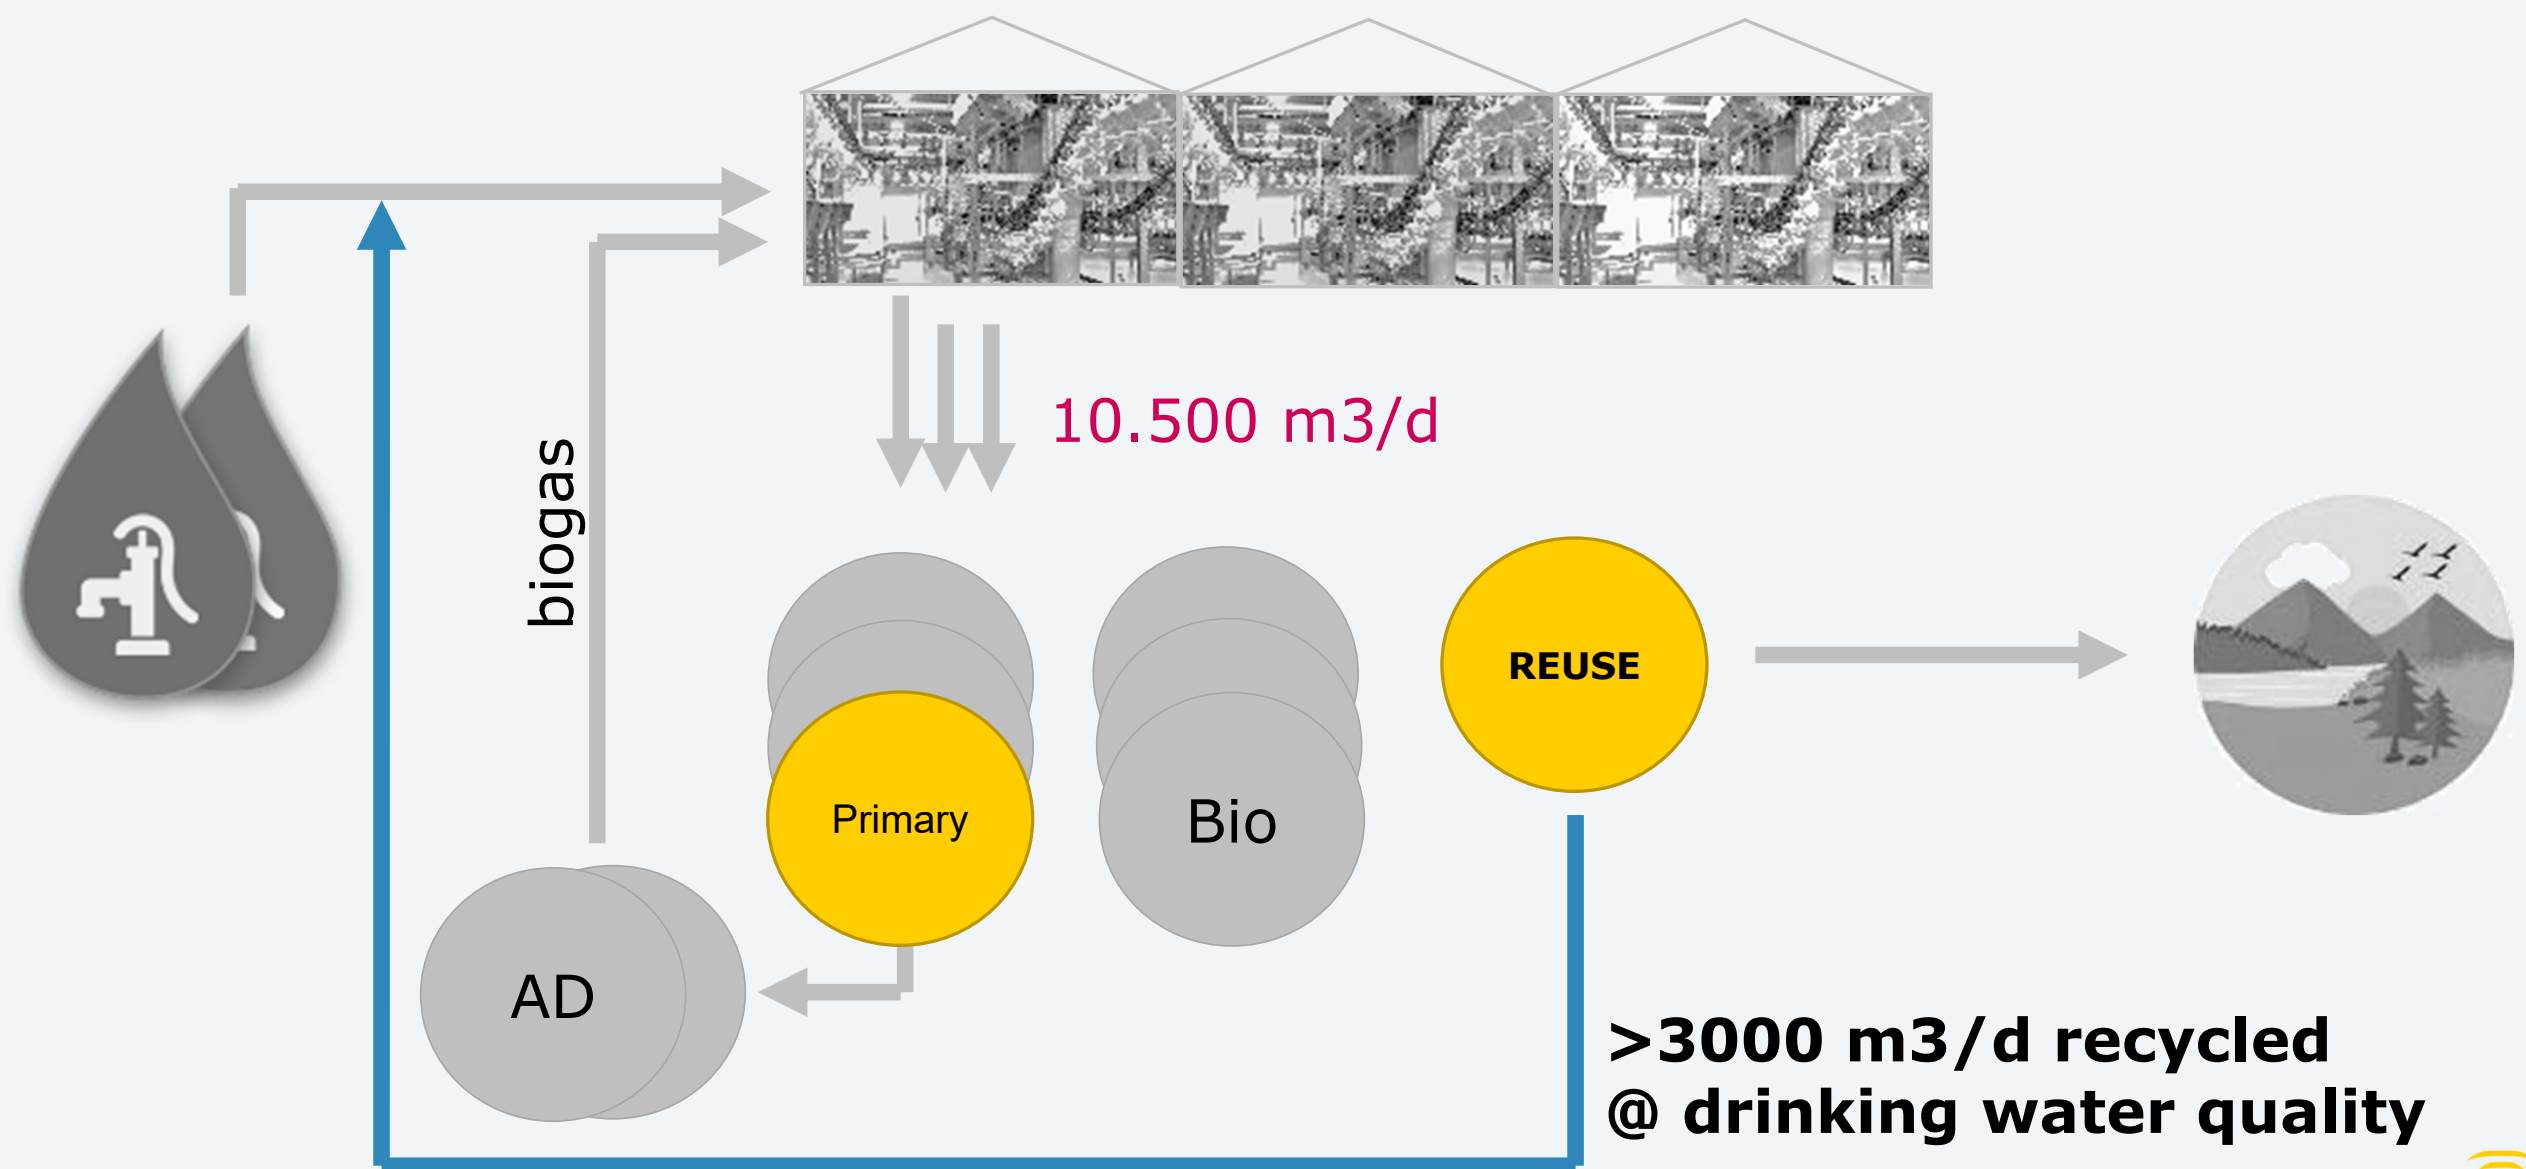 10.500 m3/d
biogas
REUSE
Primary
Bio
AD
>3000 m3/d recycled
@ drinking water quality